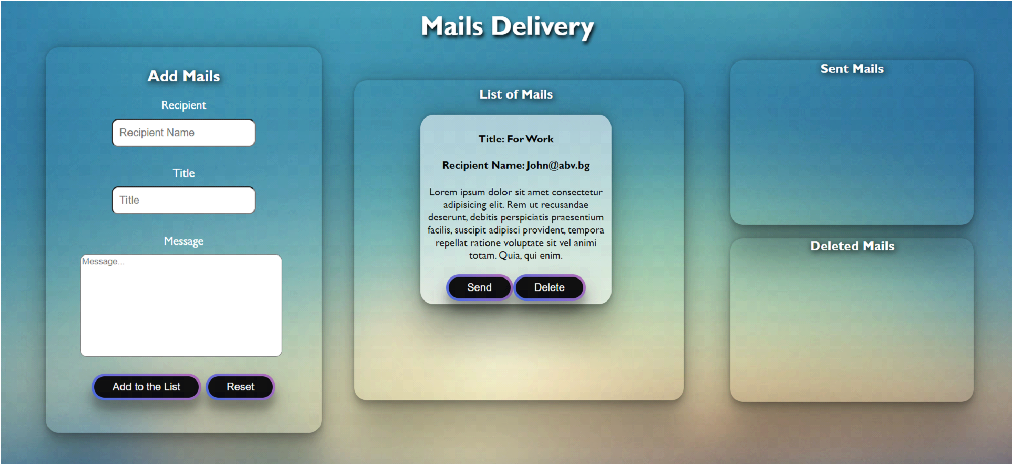 Mails Delivery
Add Mails
Recipient
Recipient Name
Title
Title
Message
Message...
Add to the List
Reset
List of Mails
Title: For Work
Recipient Name: John@abv.bg
Lorem ipsum dolor sit amet consectetur
adipisicing elit. Rem ut recusandae
deserunt, debitis perspiciatis praesentium
facilis, suscipit adipisci provident, tempora
repellat ratione voluptate sit vel animi
totam. Quia, qui enim.
Send
Delete
Sent Mails
Deleted Mails